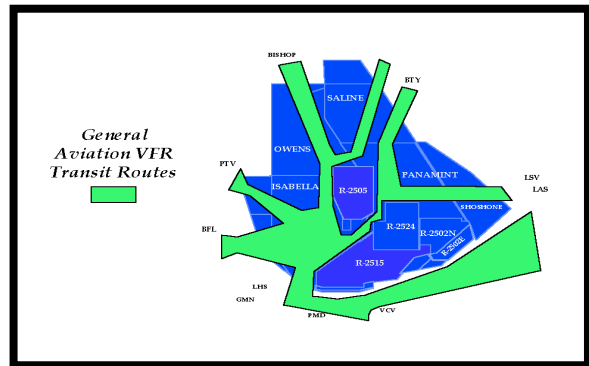 General
Aviation VFR
Transit Routes
BISHOP
BTY
SALINE
OWENS
PTV
ISABELLA
R-2505
PANAMINT
LSV
LAS
SHOSHONE
BFL
R-2524
R-2502N
R-2502E
R-2515
LHS
GMN
PMD
VCV